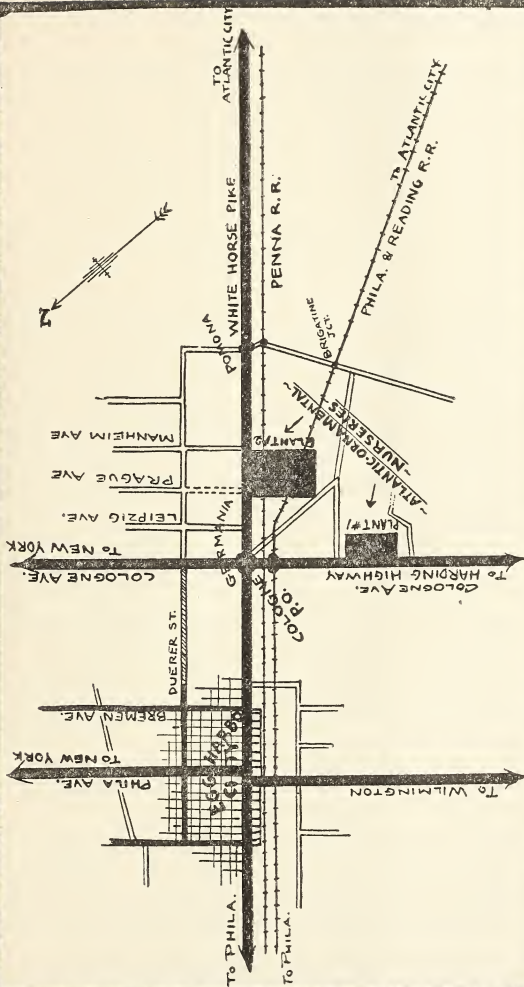 TO
ATLANTIC CITY
WHITE HORSE PIKE
PENNA R.R.
TO ATLANTIC CITY
PHILA. & READING R.R.
N
POMONA
BRIGATINE
JCT.
MANHEIM AVE
PRAGUE AVE
LEIPZIG AVE.
PLANT #2
~ATLANTIC-ORNAMENTAL~
~NURSERIES~
PLANT #1
GERMANIA
TO NEW YORK
COLOGNE AVE.
COLOGNE
P.O.
COLOGNE AVE.
TO HARDING HIGHWAY
DUERER ST.
BREMEN AVE.
EGG HARBOR
CITY
TO NEW YORK
PHILA AVE.
TO WILMINGTON
TO PHILA.
TO PHILA.